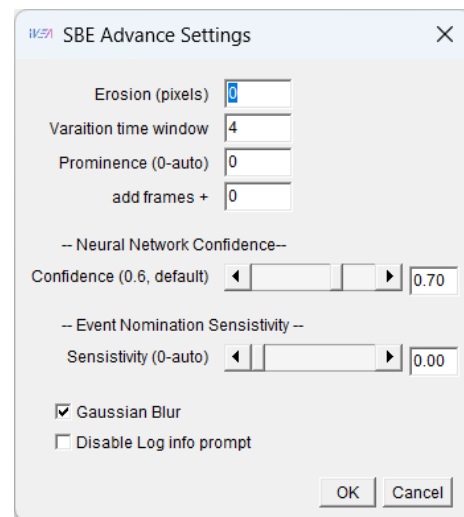 WEA SBE Advance Settings
Erosion (pixels) 0
Varaition time window 4
Prominence (0-auto) 0
add frames + 0
-- Neural Network Confidence--
Confidence (0.6, default) 0.70
-- Event Nomination Sensistivity --
Sensistivity (0-auto) 0.00
Gaussian Blur
Disable Log info prompt
OK Cancel